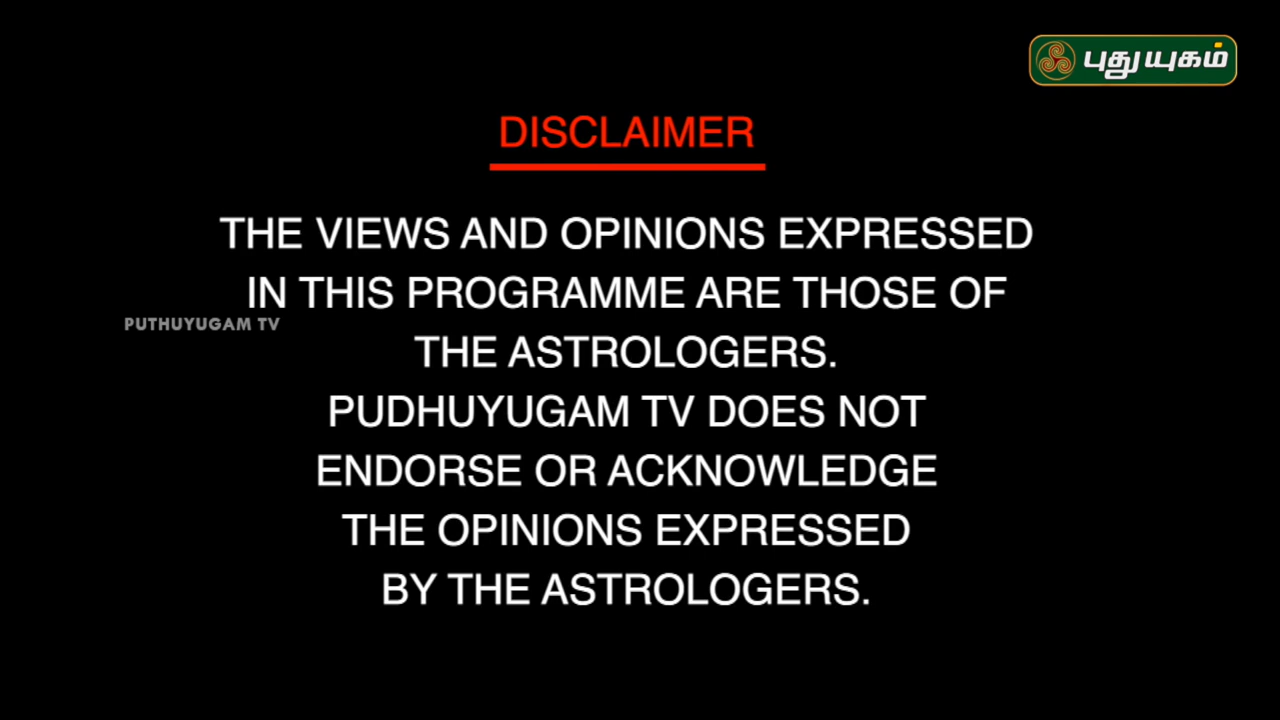 புதுயுகம்
DISCLAIMER
THE VIEWS AND OPINIONS EXPRESSED
IN THIS PROGRAMME ARE THOSE OF
PUTHUYUGAM TV
THE ASTROLOGERS.
PUDHUYUGAM TV DOES NOT
ENDORSE OR ACKNOWLEDGE
THE OPINIONS EXPRESSED
BY THE ASTROLOGERS.